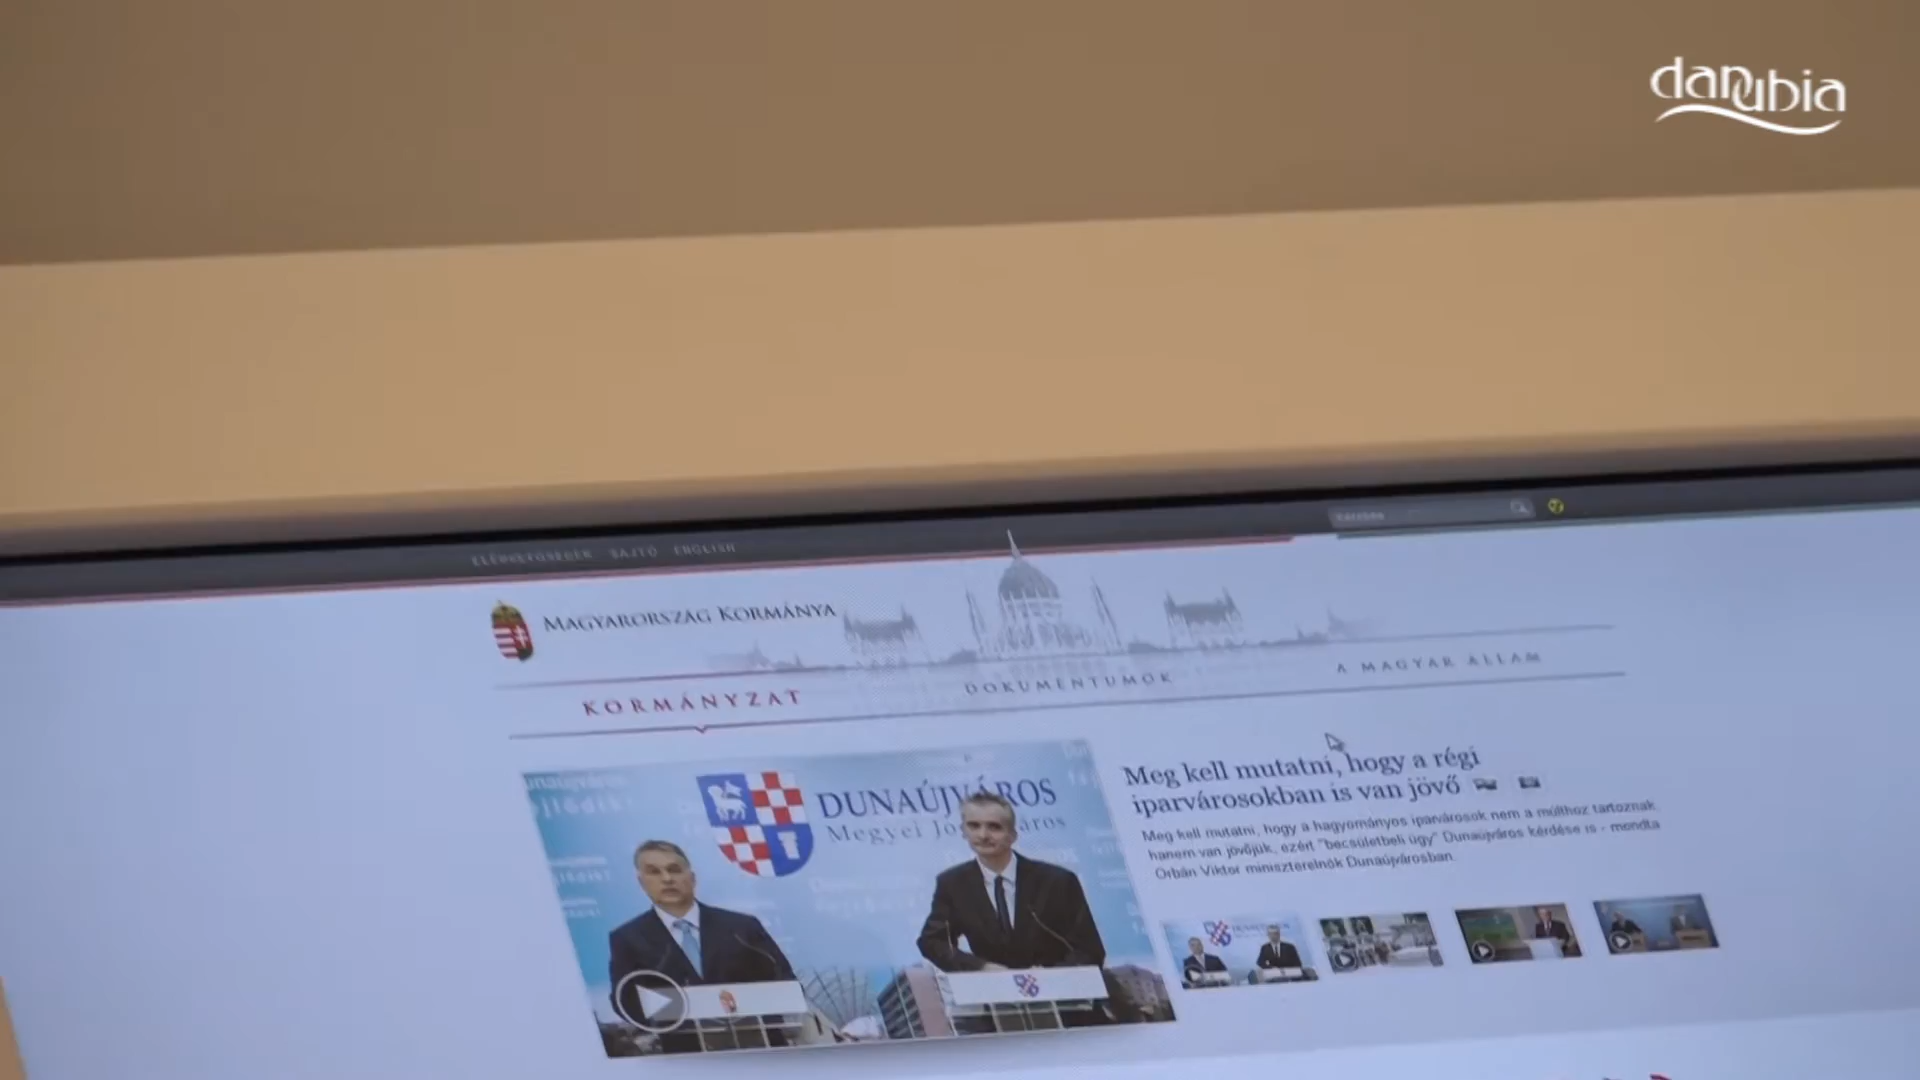 danubia
ELÉRHETŐSÉGEK SAJTÓ ENGLISH
Keresés
MAGYARORSZÁG KORMÁNYA
KORMÁNYZAT
DOKUMENTUMOK
A MAGYAR ÁLLAM
DUNAÚJVÁROS
Megyei
Meg kell mutatni, hogy a régi
iparvárosokban is van jövő
Meg kell mutatni, hogy a hagyományos iparvárosok nem a múlthoz tartoznak
hanem van jövőjük, ezért "becsületbeli ügy" Dunaújváros kérdése is - mondta
Orbán Viktor miniszterelnök Dunaújvárosban.